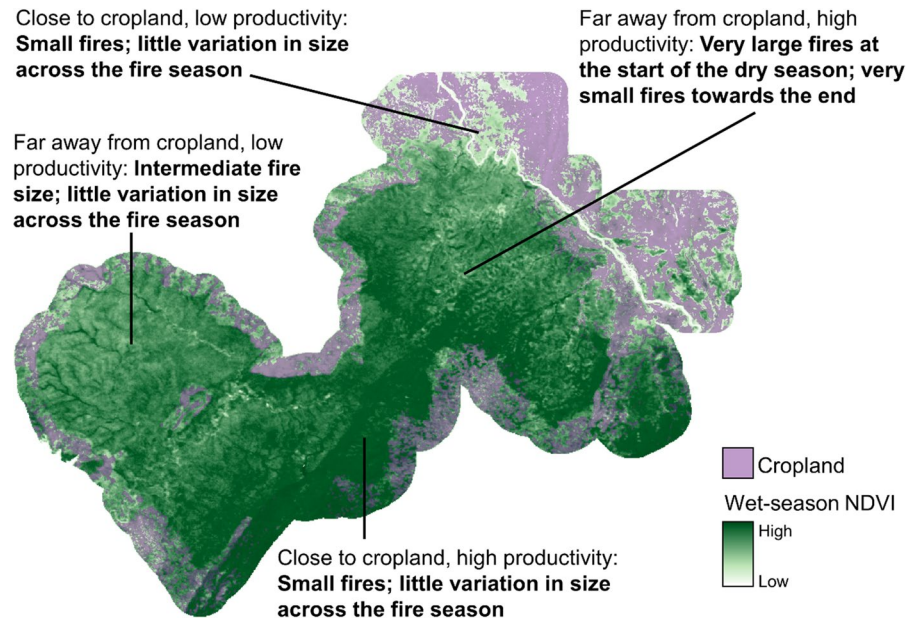 Close to cropland, low productivity:
Small fires; little variation in size
across the fire season
Far away from cropland, high
productivity: Very large fires at
the start of the dry season; very
small fires towards the end
Far away from cropland, low
productivity: Intermediate fire
size; little variation in size
across the fire season
Close to cropland, high productivity:
Small fires; little variation in size
across the fire season
Cropland
Wet-season NDVI
High
Low